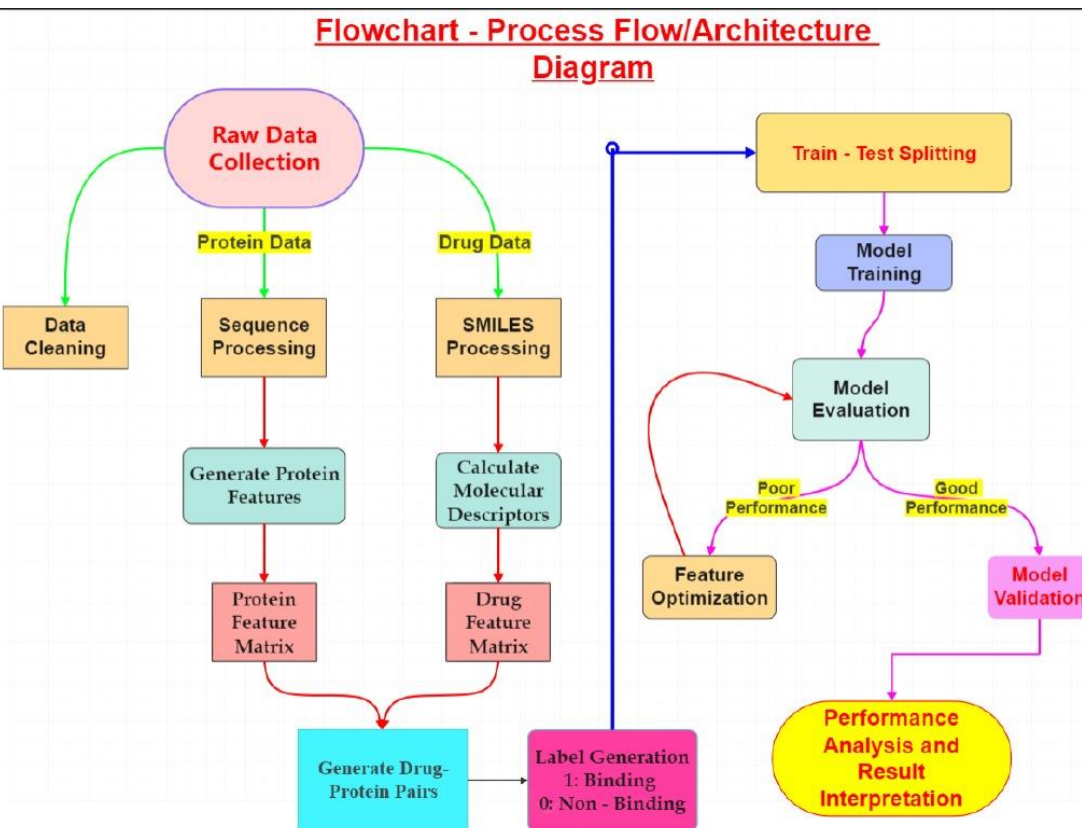 Flowchart - Process Flow/Architecture
Diagram
Raw Data
Collection
Protein Data
Drug Data
Data
Cleaning
Sequence
Processing
SMILES
Processing
Generate Protein
Features
Calculate
Molecular
Descriptors
Protein
Feature
Matrix
Drug
Feature
Matrix
Generate Drug-
Protein Pairs
Label Generation
1: Binding
0: Non - Binding
Train - Test Splitting
Model
Training
Model
Evaluation
Poor
Performance
Good
Performance
Feature
Optimization
Model
Validation
Performance
Analysis and
Result
Interpretation